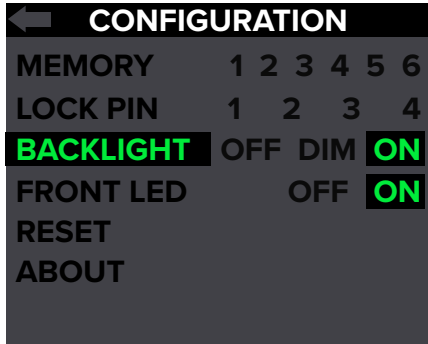 CONFIGURATION
MEMORY 1 2 3 4 5 6
LOCK PIN 1 2 3 4
BACKLIGHT OFF DIM ON
FRONT LED OFF ON
RESET
ABOUT